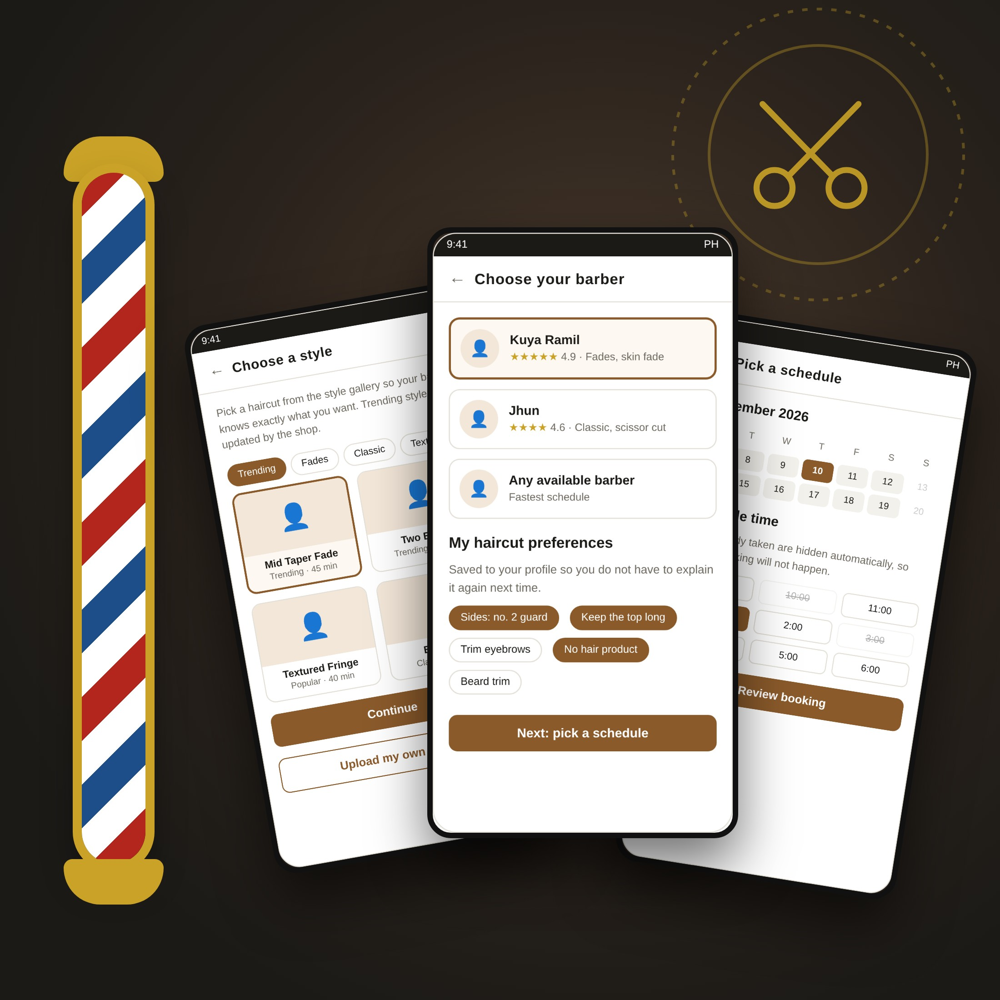 9:41
← Choose a style
Pick a haircut from the style gallery so your
knows exactly what you want. Trending style
updated by the shop.
Trending Fades Classic
Mid Taper Fade
Trending · 45 min
Two
Trending
Textured Fringe
Popular · 40 min
Continue
Upload my own
9:41 PH
← Choose your barber
Kuya Ramil
★★★★★ 4.9 · Fades, skin fade
Jhun
★★★★ 4.6 · Classic, scissor cut
Any available barber
Fastest schedule
My haircut preferences
Saved to your profile so you do not have to explain
it again next time.
Sides: no. 2 guard Keep the top long
Trim eyebrows No hair product
Beard trim
Next: pick a schedule
PH
Pick a schedule
2026
T W T F S S
8 9 10 11 12 13
15 16 17 18 19 20
time
taken are hidden automatically, so
will not happen.
10:00 11:00
2:00 3:00
5:00 6:00
Review booking